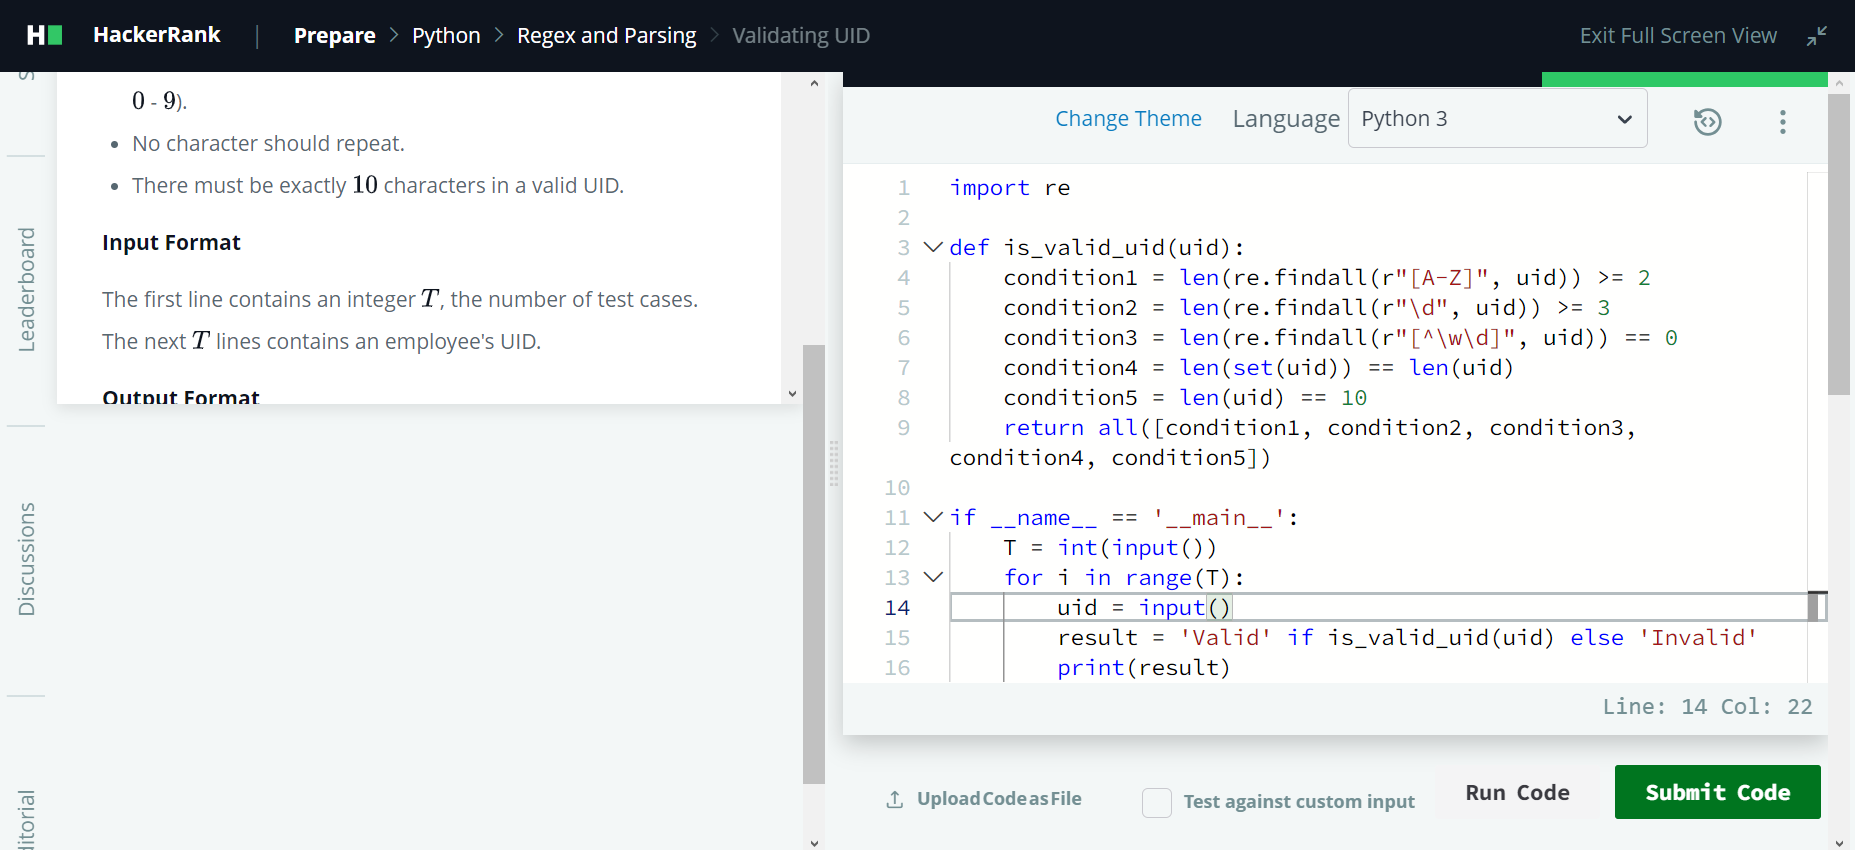 HackerRank | Prepare > Python > Regex and Parsing > Validating UID
Exit Full Screen View
Leaderboard
Discussions
0 - 9).
• No character should repeat.
• There must be exactly 10 characters in a valid UID.
Input Format
The first line contains an integer T, the number of test cases.
The next T lines contains an employee's UID.
Output Format
Change Theme Language Python 3
1 import re
2
3 def is_valid_uid(uid):
4     condition1 = len(re.findall(r"[A-Z]", uid)) >= 2
5     condition2 = len(re.findall(r"\d", uid)) >= 3
6     condition3 = len(re.findall(r"[^\w\d]", uid)) == 0
7     condition4 = len(set(uid)) == len(uid)
8     condition5 = len(uid) == 10
9     return all([condition1, condition2, condition3,
condition4, condition5])
10
11 if __name__ == '__main__':
12     T = int(input())
13     for i in range(T):
14         uid = input()
15         result = 'Valid' if is_valid_uid(uid) else 'Invalid'
16         print(result)
Line: 14 Col: 22
Upload Code as File
Test against custom input
Run Code
Submit Code